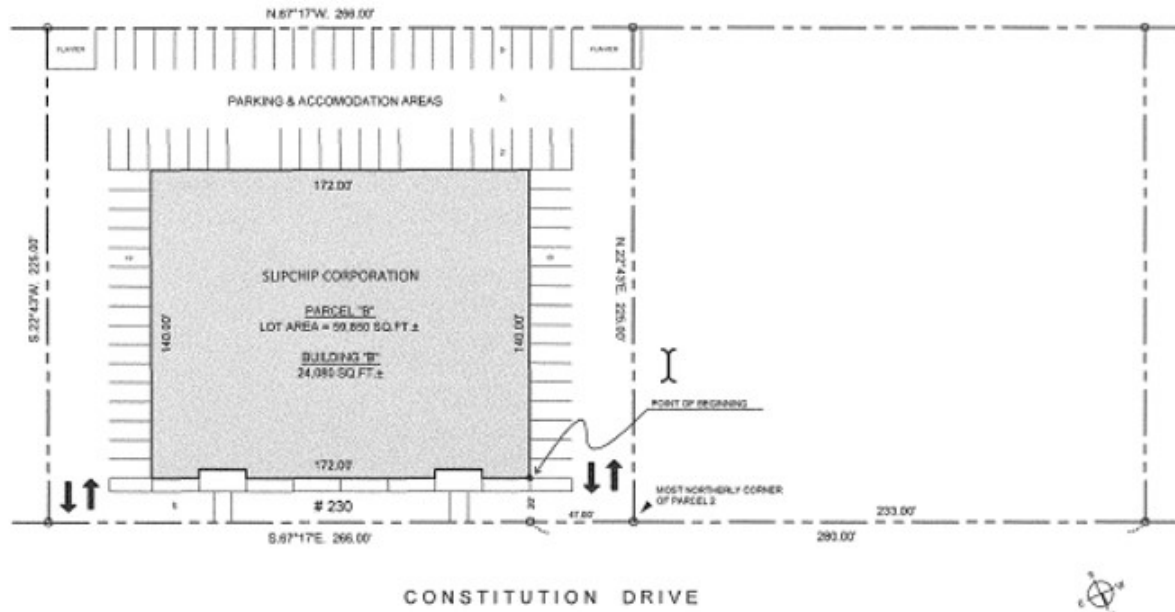 N.67°17'W. 266.00'
PLANTER
PLANTER
PARKING & ACCOMODATION AREAS
172.00'
S.22°43'W. 225.00'
140.00'
SLIPCHIP CORPORATION
PARCEL "B"
LOT AREA = 59,850 SQ.FT.±
BUILDING "B"
24,080 SQ.FT.±
140.00'
N.22°43'E. 225.00'
POINT OF BEGINNING
172.00'
# 230
22'
47.00'
MOST NORTHERLY CORNER
OF PARCEL 2
233.00'
S.67°17'E. 266.00'
280.00'
CONSTITUTION DRIVE